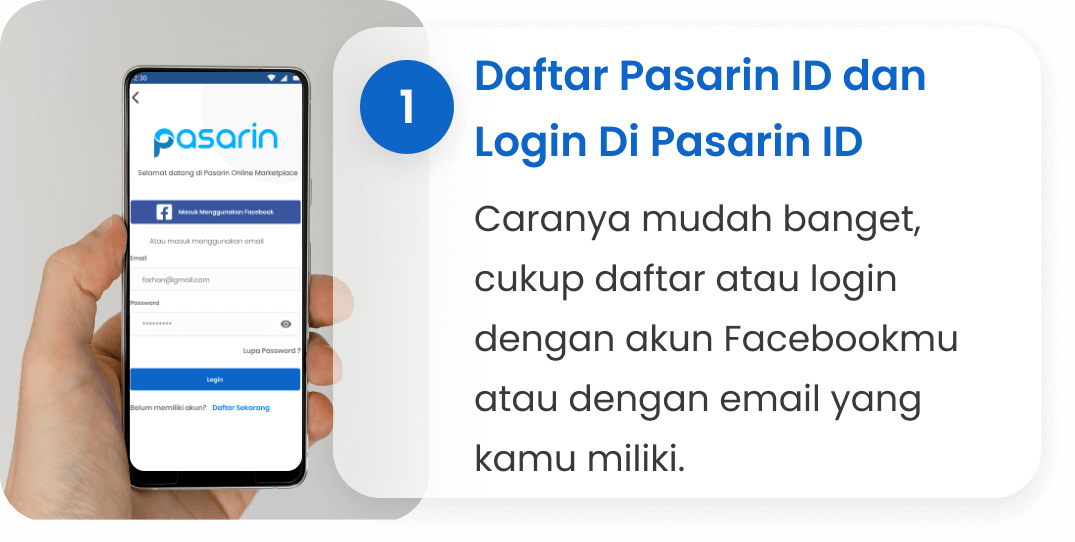 12:30
pasarin
Selamat datang di Pasarin Online Marketplace
Masuk Menggunakan Facebook
Atau masuk menggunakan email
Email
farhan@gmail.com
Password
*********
Lupa Password ?
Login
Belum memiliki akun? Daftar Sekarang
1
Daftar Pasarin ID dan
Login Di Pasarin ID
Caranya mudah banget,
cukup daftar atau login
dengan akun Facebookmu
atau dengan email yang
kamu miliki.